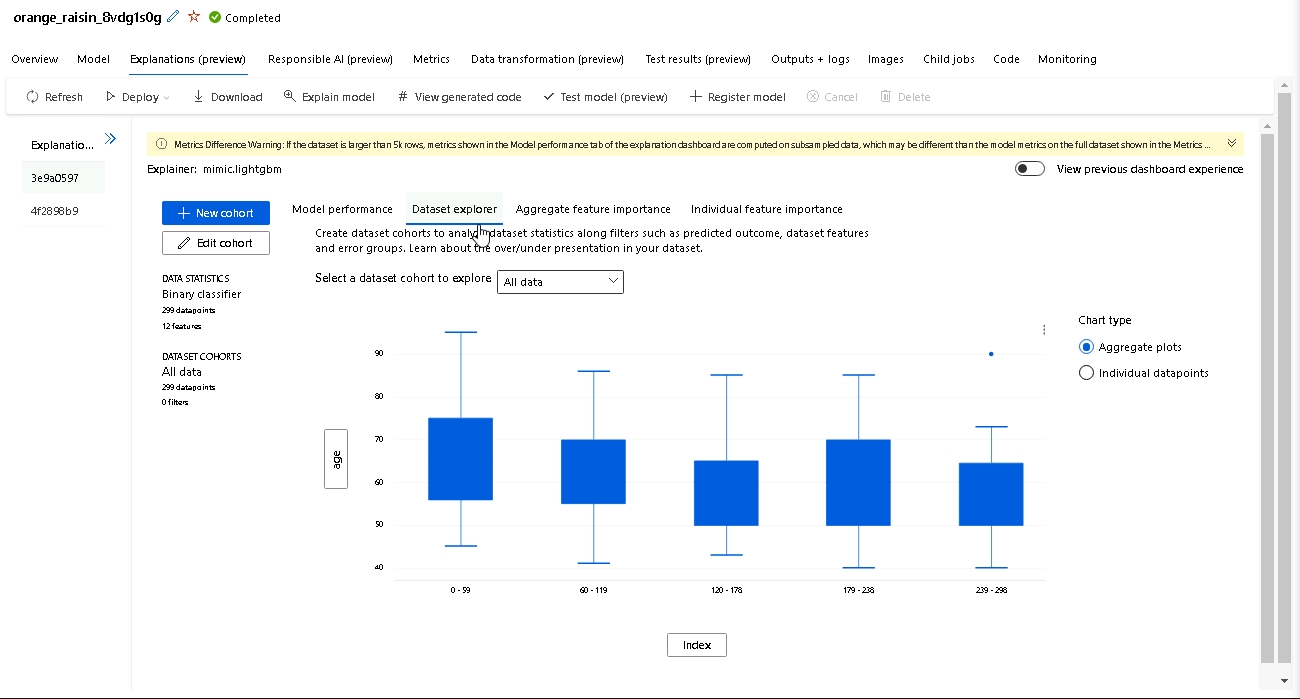 orange_raisin_8vdg1s0g Completed
Overview Model Explanations (preview) Responsible AI (preview) Metrics Data transformation (preview) Test results (preview) Outputs + logs Images Child jobs Code Monitoring
Refresh Deploy Download Explain model View generated code Test model (preview) Register model Cancel Delete
Explanatio...
3e9a0597
4f2898b9
Metrics Difference Warning: If the dataset is larger than 5k rows, metrics shown in the Model performance tab of the explanation dashboard are computed on subsampled data, which may be different than the model metrics on the full dataset shown in the Metrics ...
Explainer: mimic.lightgbm
View previous dashboard experience
New cohort
Edit cohort
DATA STATISTICS
Binary classifier
299 datapoints
12 features
DATASET COHORTS
All data
299 datapoints
0 filters
Model performance Dataset explorer Aggregate feature importance Individual feature importance
Create dataset cohorts to analyze dataset statistics along filters such as predicted outcome, dataset features
and error groups. Learn about the over/under presentation in your dataset.
Select a dataset cohort to explore All data
90
80
70
60
50
40
age
0 - 59 60 - 119 120 - 178 179 - 238 239 - 298
Index
Chart type
Aggregate plots
Individual datapoints